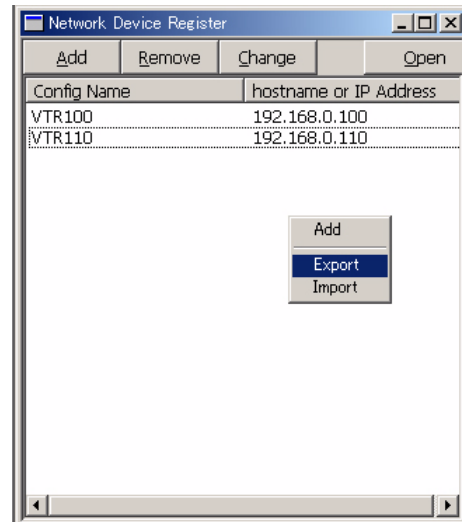 Network Device Register
Add Remove Change Open
Config Name hostname or IP Address
VTR100 192.168.0.100
VTR110 192.168.0.110
Add
Export
Import